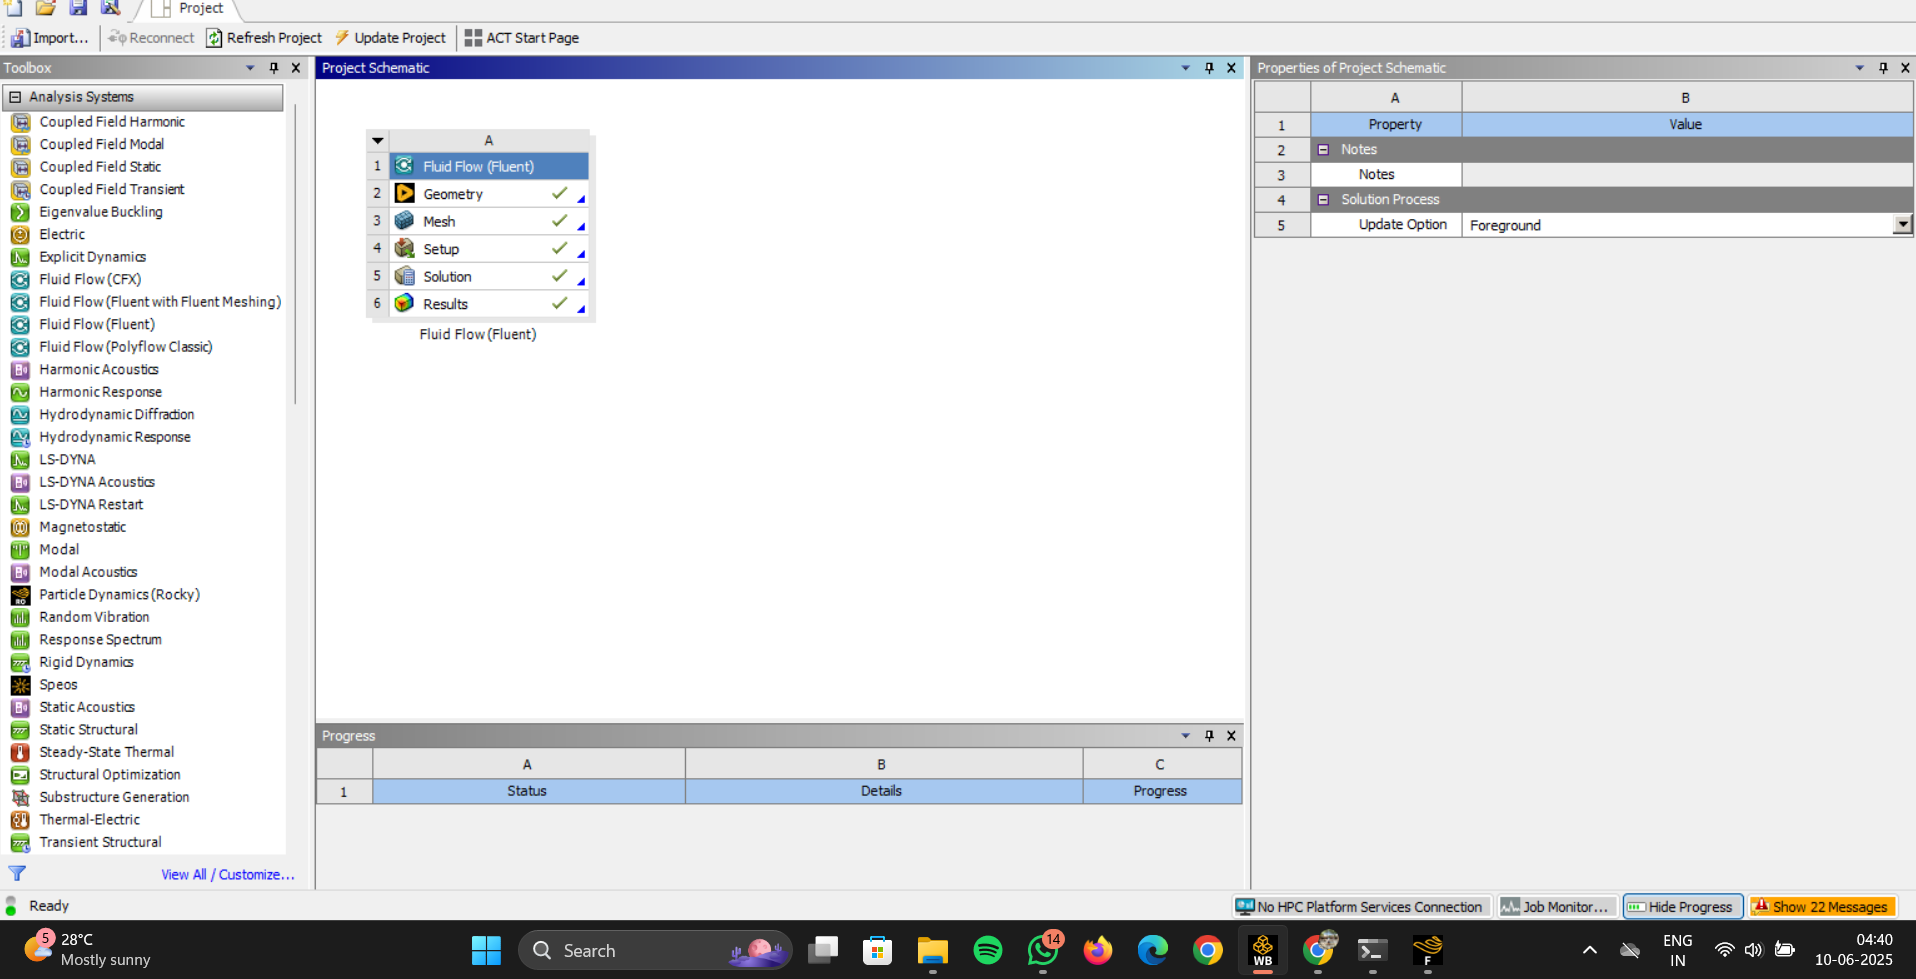 Project
Import...
Reconnect
Refresh Project
Update Project
ACT Start Page
Toolbox
Analysis Systems
Coupled Field Harmonic
Coupled Field Modal
Coupled Field Static
Coupled Field Transient
Eigenvalue Buckling
Electric
Explicit Dynamics
Fluid Flow (CFX)
Fluid Flow (Fluent with Fluent Meshing)
Fluid Flow (Fluent)
Fluid Flow (Polyflow Classic)
Harmonic Acoustics
Harmonic Response
Hydrodynamic Diffraction
Hydrodynamic Response
LS-DYNA
LS-DYNA Acoustics
LS-DYNA Restart
Magnetostatic
Modal
Modal Acoustics
Particle Dynamics (Rocky)
Random Vibration
Response Spectrum
Rigid Dynamics
Speos
Static Acoustics
Static Structural
Steady-State Thermal
Structural Optimization
Substructure Generation
Thermal-Electric
Transient Structural
View All / Customize...
Project Schematic
A
1 Fluid Flow (Fluent)
2 Geometry
3 Mesh
4 Setup
5 Solution
6 Results
Fluid Flow (Fluent)
Progress
A B C
1 Status Details Progress
Properties of Project Schematic
A B
1 Property Value
2 Notes
3 Notes
4 Solution Process
5 Update Option Foreground
Ready
No HPC Platform Services Connection
Job Monitor...
Hide Progress
Show 22 Messages
5
28°C
Mostly sunny
Search
14
WB
F
ENG
IN
04:40
10-06-2025